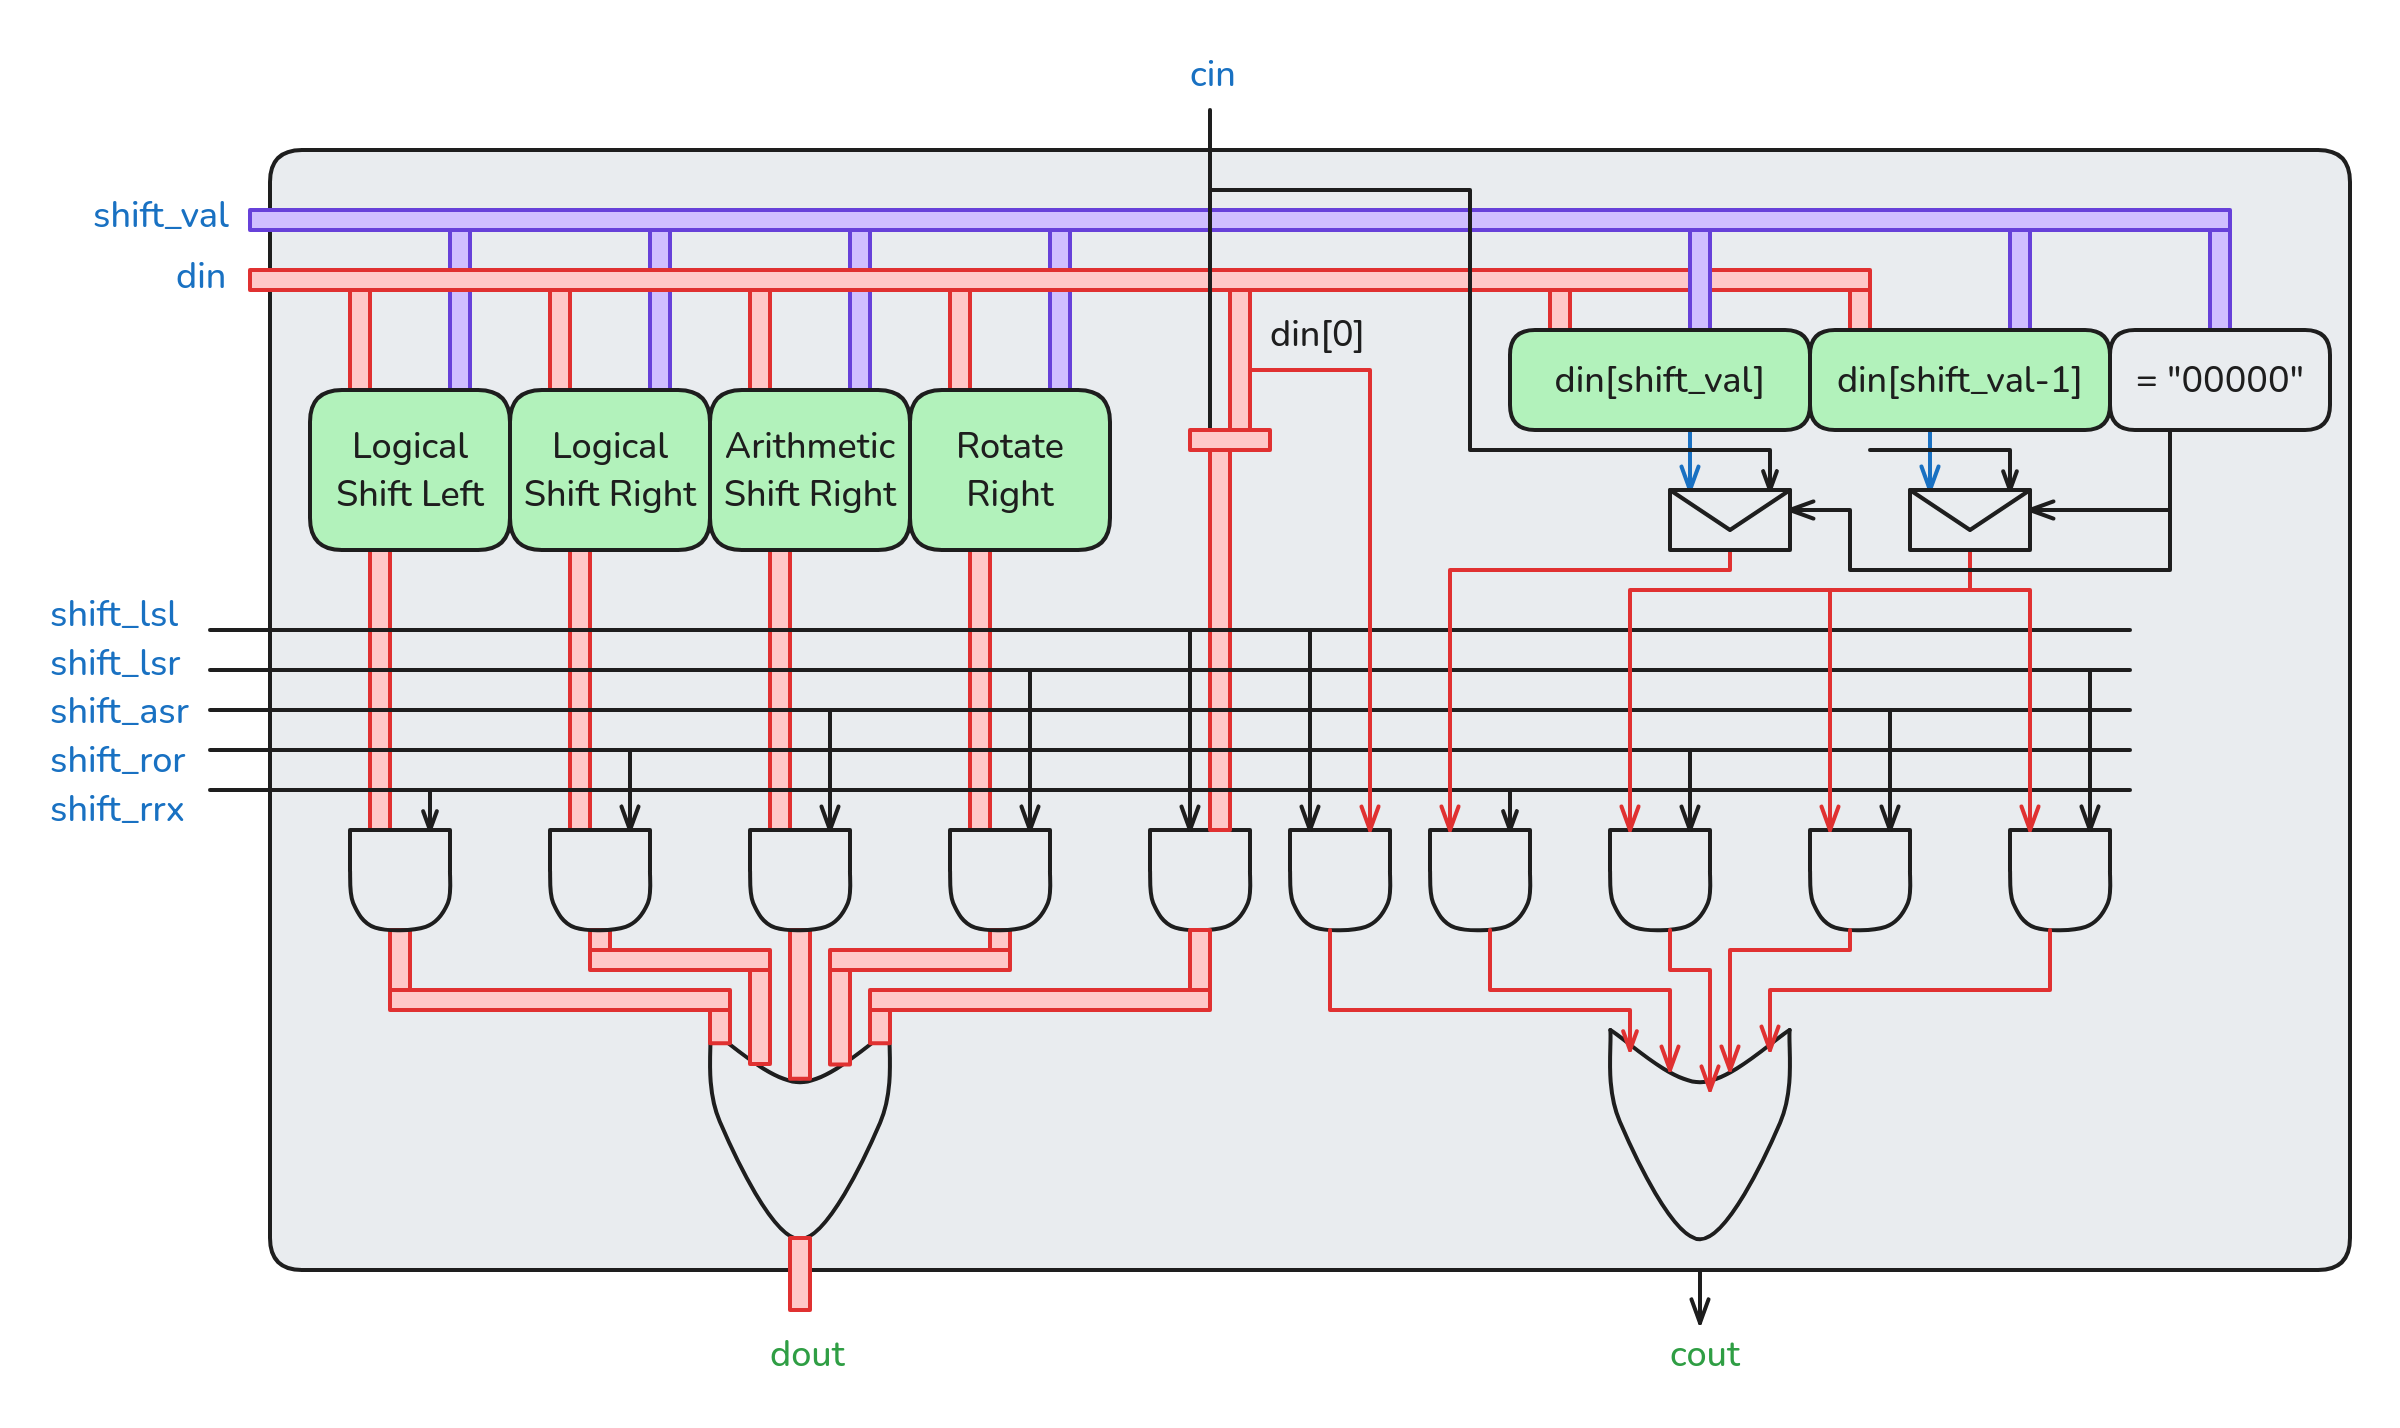 cin
shift_val
din
din[0]
din[shift_val]
din[shift_val-1]
= "00000"
Logical
Shift Left
Logical
Shift Right
Arithmetic
Shift Right
Rotate
Right
shift_lsl
shift_lsr
shift_asr
shift_ror
shift_rrx
dout
cout